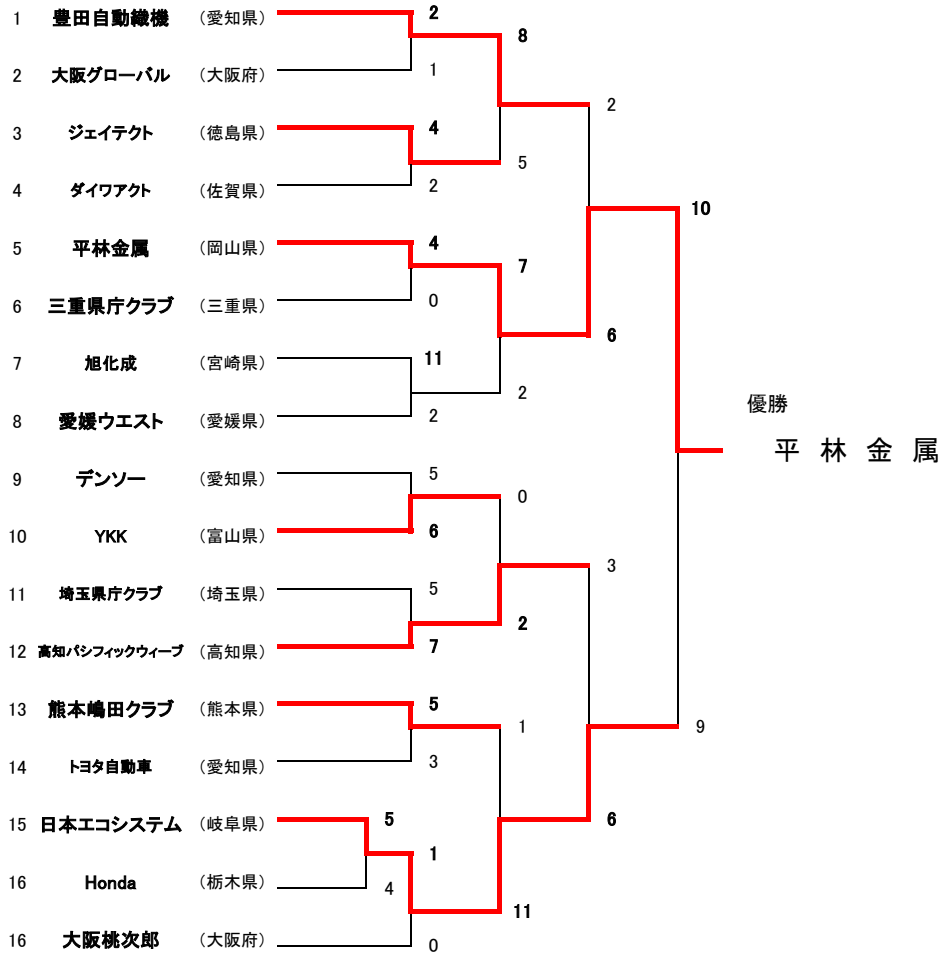 1 豊田自動織機 （愛知県） 2
8
2 大阪グローバル （大阪府） 1
2
3 ジェイテクト （徳島県） 4
5
4 ダイワアクト （佐賀県） 2
10
5 平林金属 （岡山県） 4
7
6 三重県庁クラブ （三重県） 0
6
7 旭化成 （宮崎県） 11
2
8 愛媛ウエスト （愛媛県） 2
優勝
平林金属
9 デンソー （愛知県） 5
0
10 YKK （富山県） 6
3
11 埼玉県庁クラブ （埼玉県） 5
2
12 高知パシフィックウィーブ （高知県） 7
13 熊本嶋田クラブ （熊本県） 5
1
9
14 トヨタ自動車 （愛知県） 3
15 日本エコシステム （岐阜県） 5
6
1
16 Honda （栃木県） 4
11
16 大阪桃次郎 （大阪府） 0